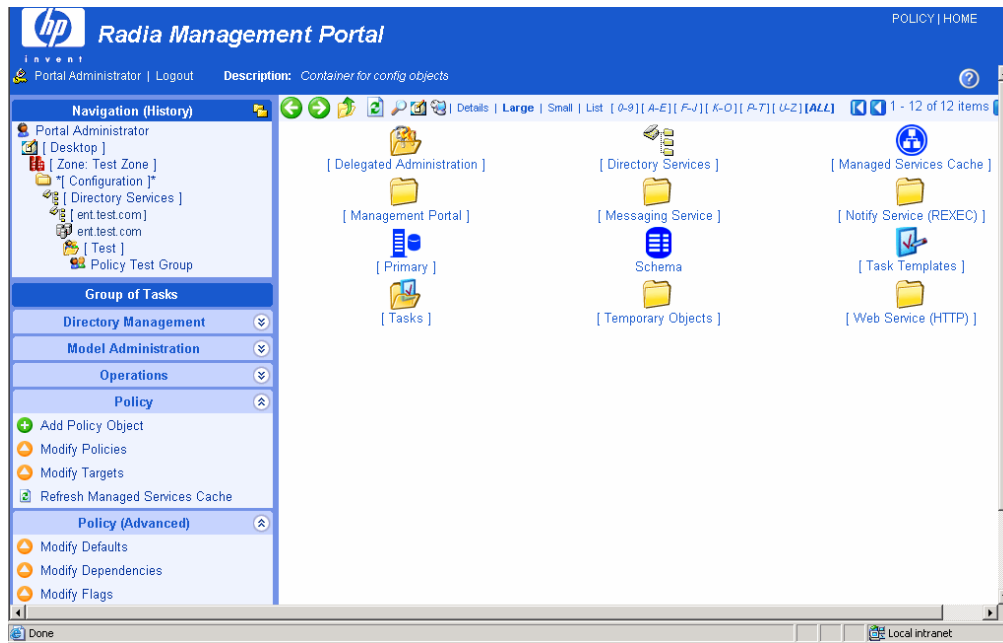 POLICY | HOME
hp
invent
Radia Management Portal
Portal Administrator | Logout
Description: Container for config objects
Navigation (History)
Portal Administrator
[ Desktop ]
[ Zone: Test Zone ]
*[ Configuration ]*
[ Directory Services ]
[ ent.test.com]
ent.test.com
[ Test ]
Policy Test Group
Group of Tasks
Directory Management
Model Administration
Operations
Policy
Add Policy Object
Modify Policies
Modify Targets
Refresh Managed Services Cache
Policy (Advanced)
Modify Defaults
Modify Dependencies
Modify Flags
| Details | Large | Small | List [ 0-9 ] [ A-E ] [ F-J ] [ K-O ] [ P-T ] [ U-Z ] [ALL] 1 - 12 of 12 items
[ Delegated Administration ] [ Directory Services ] [ Managed Services Cache ]
[ Management Portal ] [ Messaging Service ] [ Notify Service (REXEC) ]
[ Primary ] Schema [ Task Templates ]
[ Tasks ] [ Temporary Objects ] [ Web Service (HTTP) ]
Done
Local intranet